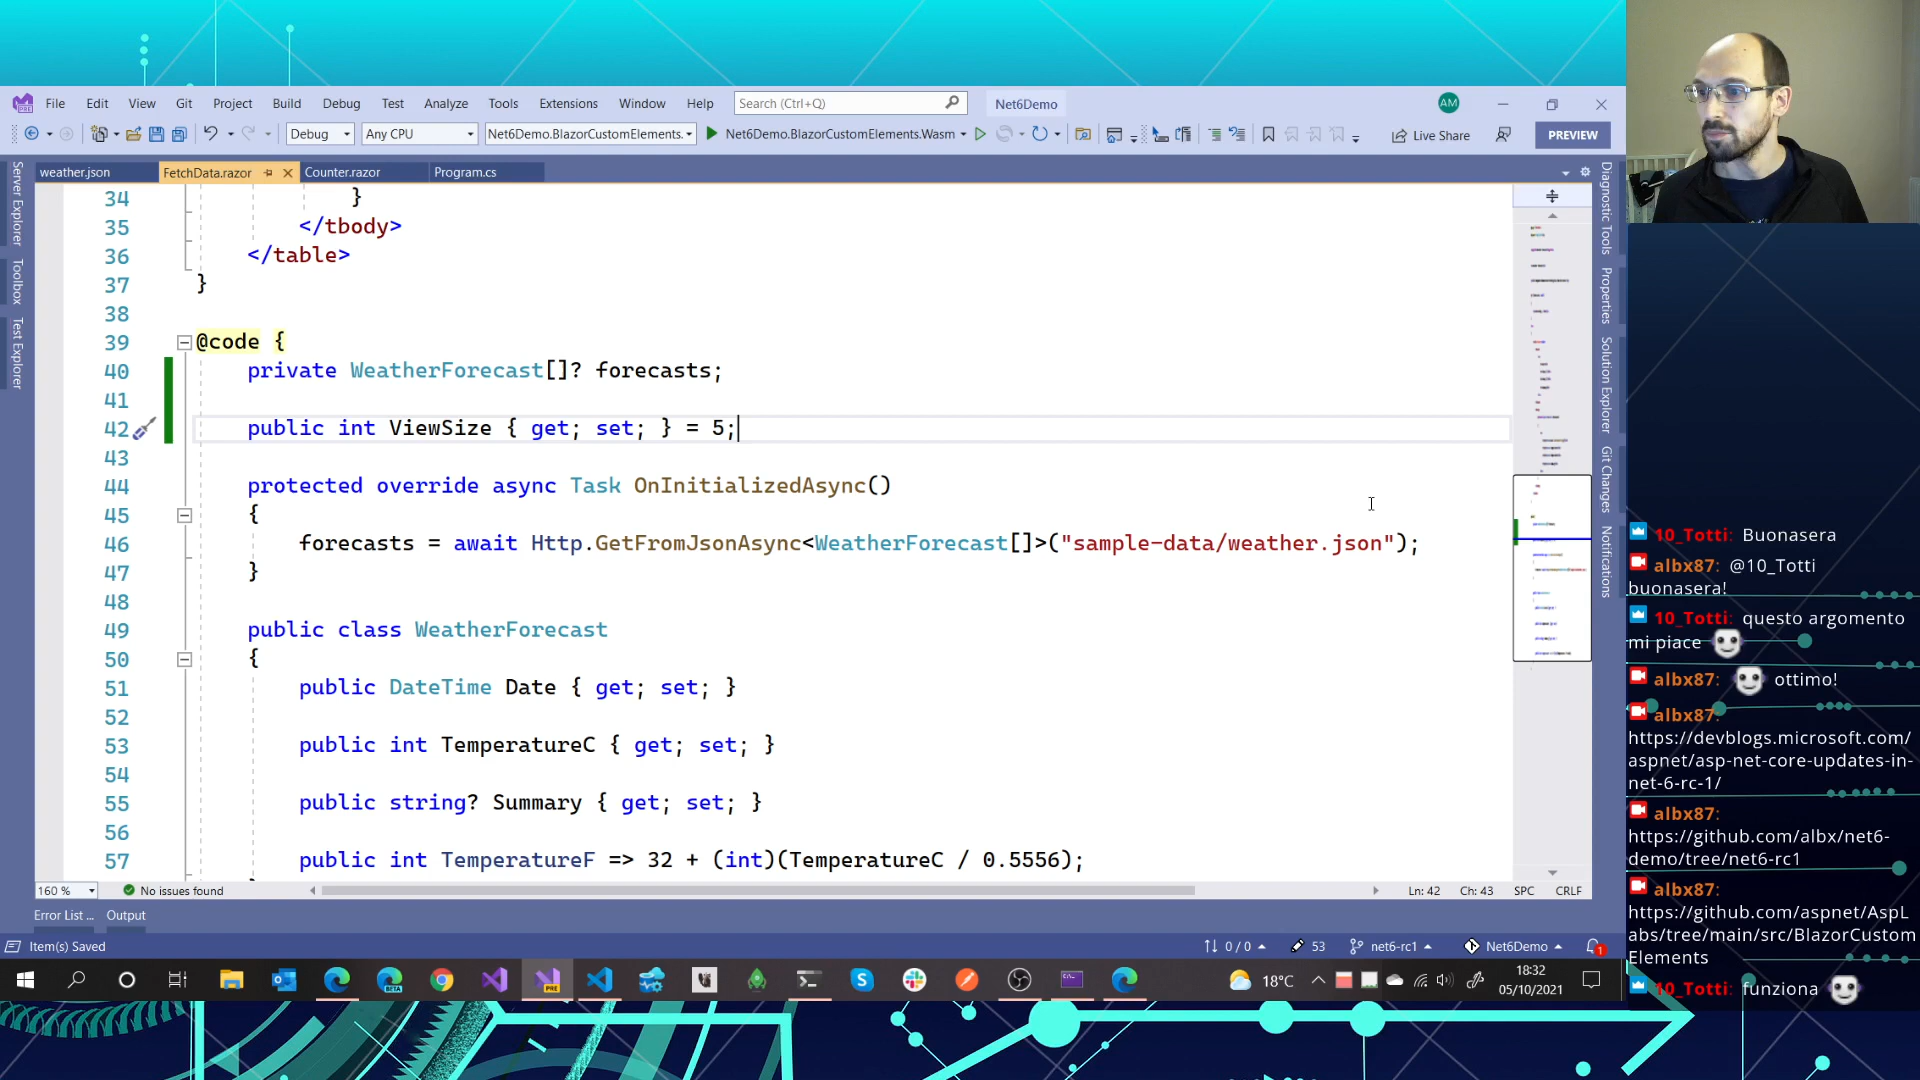 File Edit View Git Project Build Debug Test Analyze Tools Extensions Window Help Search (Ctrl+Q) Net6Demo AM
Debug Any CPU Net6Demo.BlazorCustomElements. Net6Demo.BlazorCustomElements.Wasm Live Share PREVIEW
weather.json FetchData.razor Counter.razor Program.cs
Server Explorer
Toolbox
Test Explorer
34 }
35 </tbody>
36 </table>
37 }
38
39 @code {
40 private WeatherForecast[]? forecasts;
41
42 public int ViewSize { get; set; } = 5;
43
44 protected override async Task OnInitializedAsync()
45 {
46 forecasts = await Http.GetFromJsonAsync<WeatherForecast[]>("sample-data/weather.json");
47 }
48
49 public class WeatherForecast
50 {
51 public DateTime Date { get; set; }
52
53 public int TemperatureC { get; set; }
54
55 public string? Summary { get; set; }
56
57 public int TemperatureF => 32 + (int)(TemperatureC / 0.5556);
Diagnostic Tools
Properties
Solution Explorer
Git Changes
Notifications
160 % No issues found Ln: 42 Ch: 43 SPC CRLF
Error List ... Output
Item(s) Saved 0 / 0 53 net6-rc1 Net6Demo 1
BETA PRE 18°C 18:32
05/10/2021
10_Totti: Buonasera
albx87: @10_Totti
buonasera!
10_Totti: questo argomento
mi piace
albx87: ottimo!
albx87:
https://devblogs.microsoft.com/
aspnet/asp-net-core-updates-in-
net-6-rc-1/
albx87:
https://github.com/albx/net6-
demo/tree/net6-rc1
albx87:
https://github.com/aspnet/AspL
abs/tree/main/src/BlazorCustom
Elements
10_Totti: funziona